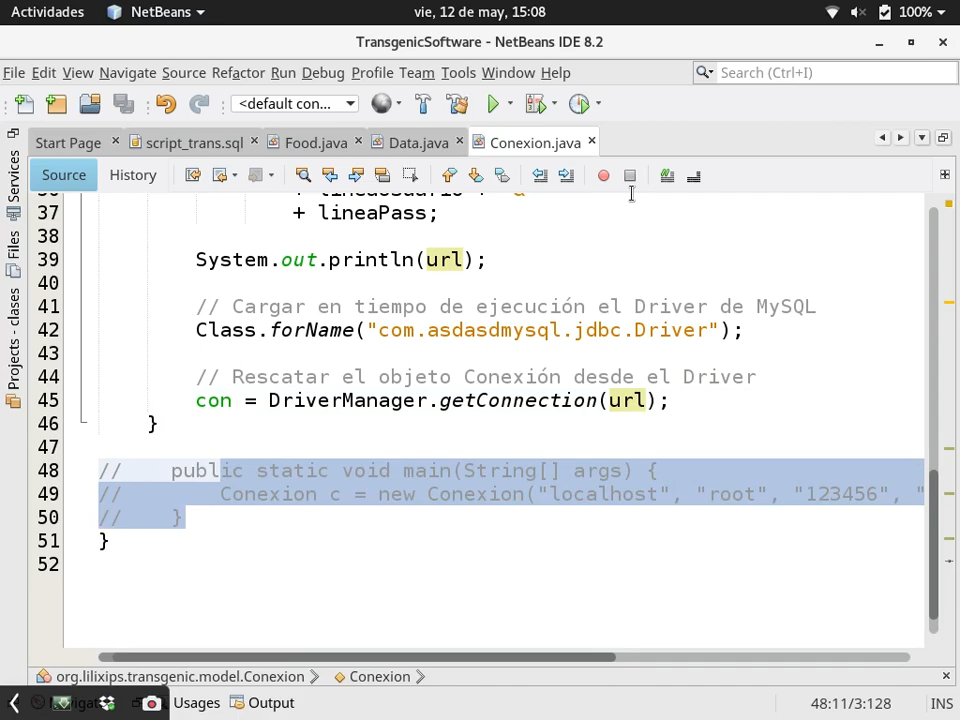 Actividades NetBeans vie, 12 de may, 15:08 100%
TransgenicSoftware - NetBeans IDE 8.2
File Edit View Navigate Source Refactor Run Debug Profile Team Tools Window Help Search (Ctrl+I)
<default con...
Start Page script_trans.sql Food.java Data.java Conexion.java
Source History
Services
Files
Projects - clases
37 + lineaPass;
38
39 System.out.println(url);
40
41 // Cargar en tiempo de ejecución el Driver de MySQL
42 Class.forName("com.asdasdmysql.jdbc.Driver");
43
44 // Rescatar el objeto Conexión desde el Driver
45 con = DriverManager.getConnection(url);
46 }
47
48 // public static void main(String[] args) {
49 // Conexion c = new Conexion("localhost", "root", "123456", "
50 // }
51 }
52
org.lilixips.transgenic.model.Conexion Conexion
Usages Output 48:11/3:128 INS